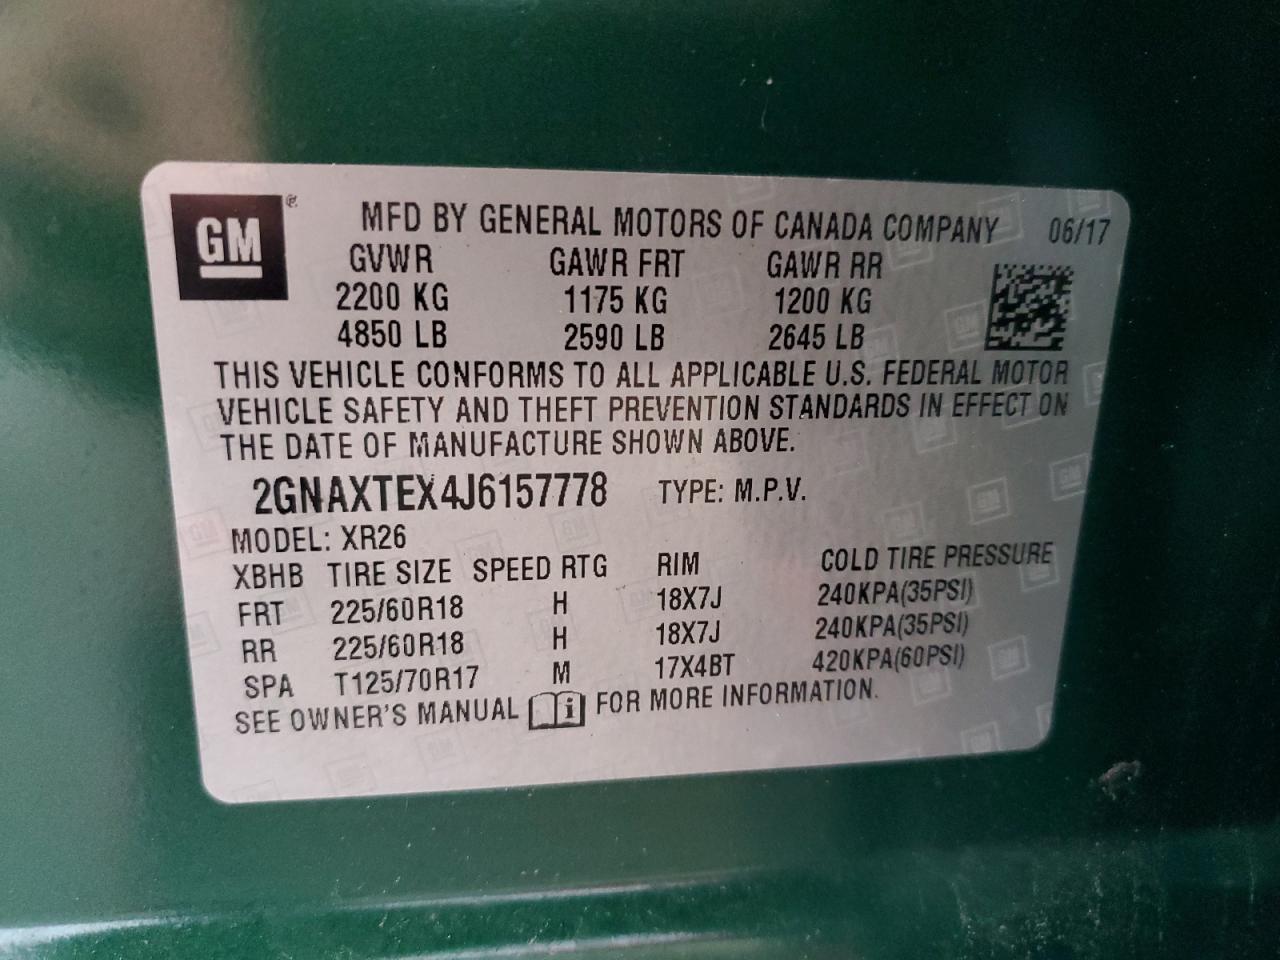 GM ®
MFD BY GENERAL MOTORS OF CANADA COMPANY 06/17
GVWR GAWR FRT GAWR RR
2200 KG 1175 KG 1200 KG
4850 LB 2590 LB 2645 LB
THIS VEHICLE CONFORMS TO ALL APPLICABLE U.S. FEDERAL MOTOR
VEHICLE SAFETY AND THEFT PREVENTION STANDARDS IN EFFECT ON
THE DATE OF MANUFACTURE SHOWN ABOVE.
2GNAXTEX4J6157778 TYPE: M.P.V.
MODEL: XR26
XBHB TIRE SIZE SPEED RTG RIM COLD TIRE PRESSURE
FRT 225/60R18 H 18X7J 240KPA(35PSI)
RR 225/60R18 H 18X7J 240KPA(35PSI)
SPA T125/70R17 M 17X4BT 420KPA(60PSI)
SEE OWNER'S MANUAL i FOR MORE INFORMATION.